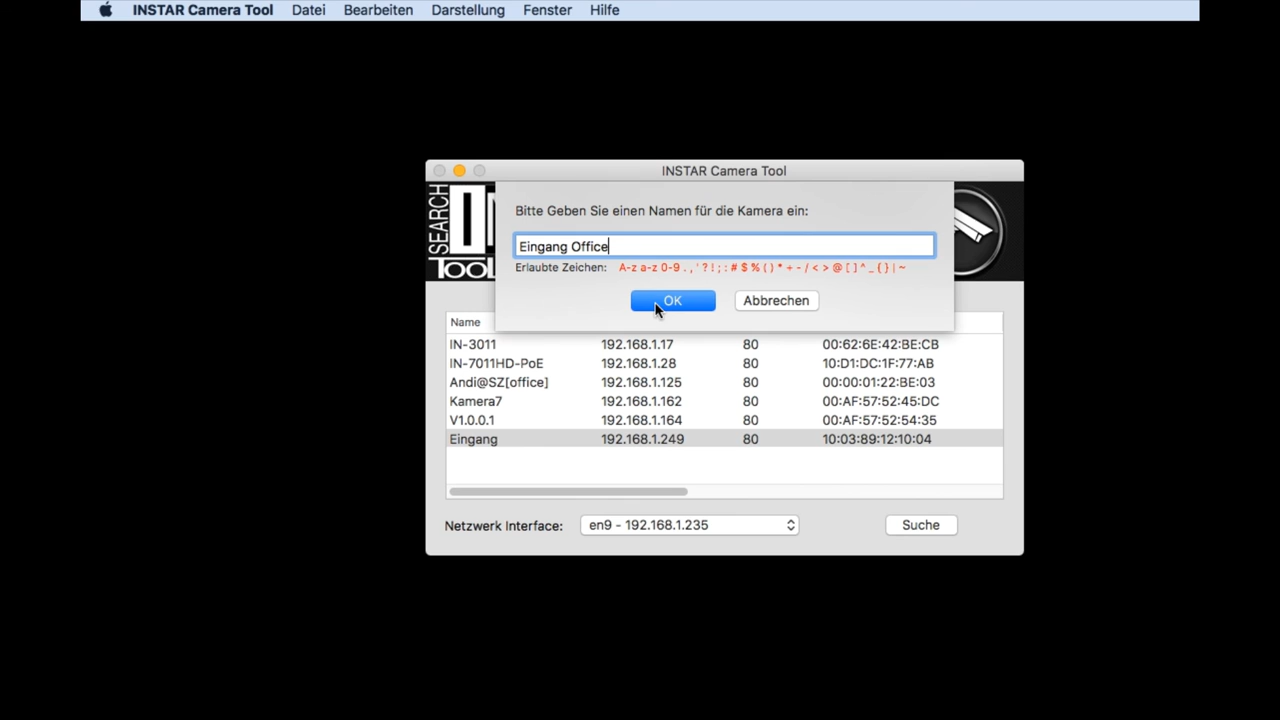 INSTAR Camera Tool Datei Bearbeiten Darstellung Fenster Hilfe
INSTAR Camera Tool
SEARCH
TOOL
Bitte Geben Sie einen Namen für die Kamera ein:
Eingang Office
Erlaubte Zeichen: A-z a-z 0-9 . , ' ? ! ; : # $ % ( ) * + - / < > @ [ ] ^ _ { } | ~
OK Abbrechen
Name
IN-3011 192.168.1.17 80 00:62:6E:42:BE:CB
IN-7011HD-PoE 192.168.1.28 80 10:D1:DC:1F:77:AB
Andi@SZ[office] 192.168.1.125 80 00:00:01:22:BE:03
Kamera7 192.168.1.162 80 00:AF:57:52:45:DC
V1.0.0.1 192.168.1.164 80 00:AF:57:52:54:35
Eingang 192.168.1.249 80 10:03:89:12:10:04
Netzwerk Interface: en9 - 192.168.1.235 Suche